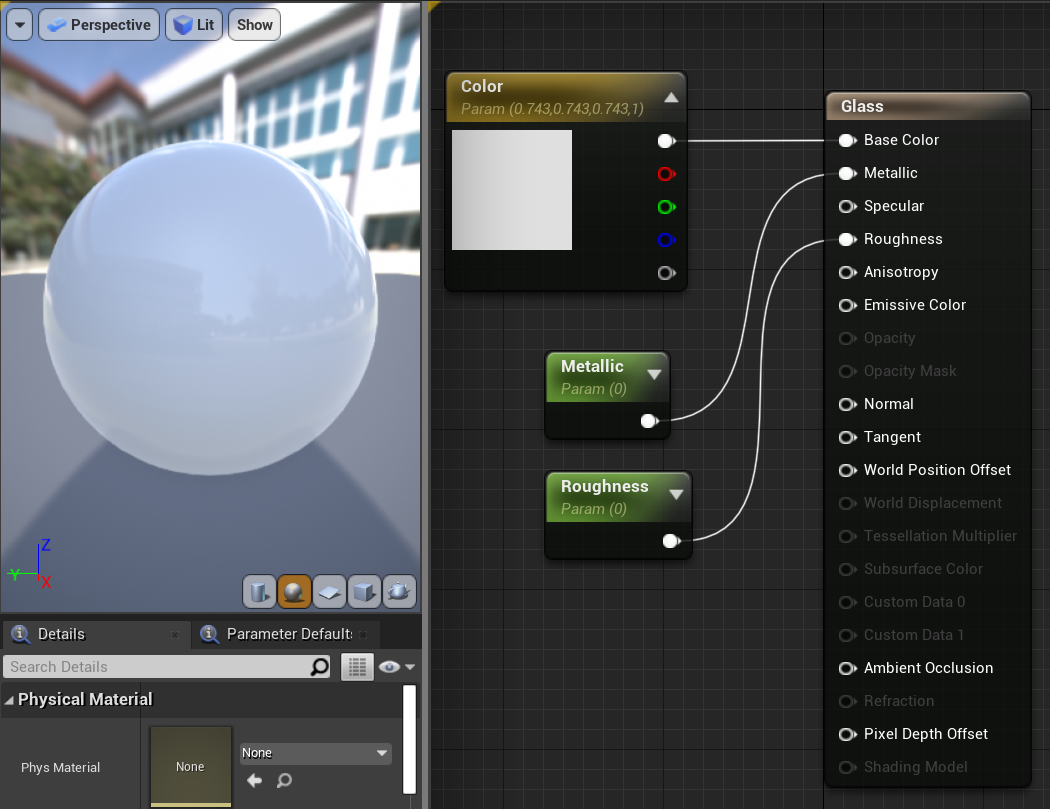 Perspective
Lit
Show
Z
Y
X
Details
Parameter Default
Search Details
Physical Material
Phys Material
None
None
Color
Param (0.743,0.743,0.743,1)
Metallic
Param (0)
Roughness
Param (0)
Glass
Base Color
Metallic
Specular
Roughness
Anisotropy
Emissive Color
Opacity
Opacity Mask
Normal
Tangent
World Position Offset
World Displacement
Tessellation Multiplier
Subsurface Color
Custom Data 0
Custom Data 1
Ambient Occlusion
Refraction
Pixel Depth Offset
Shading Model